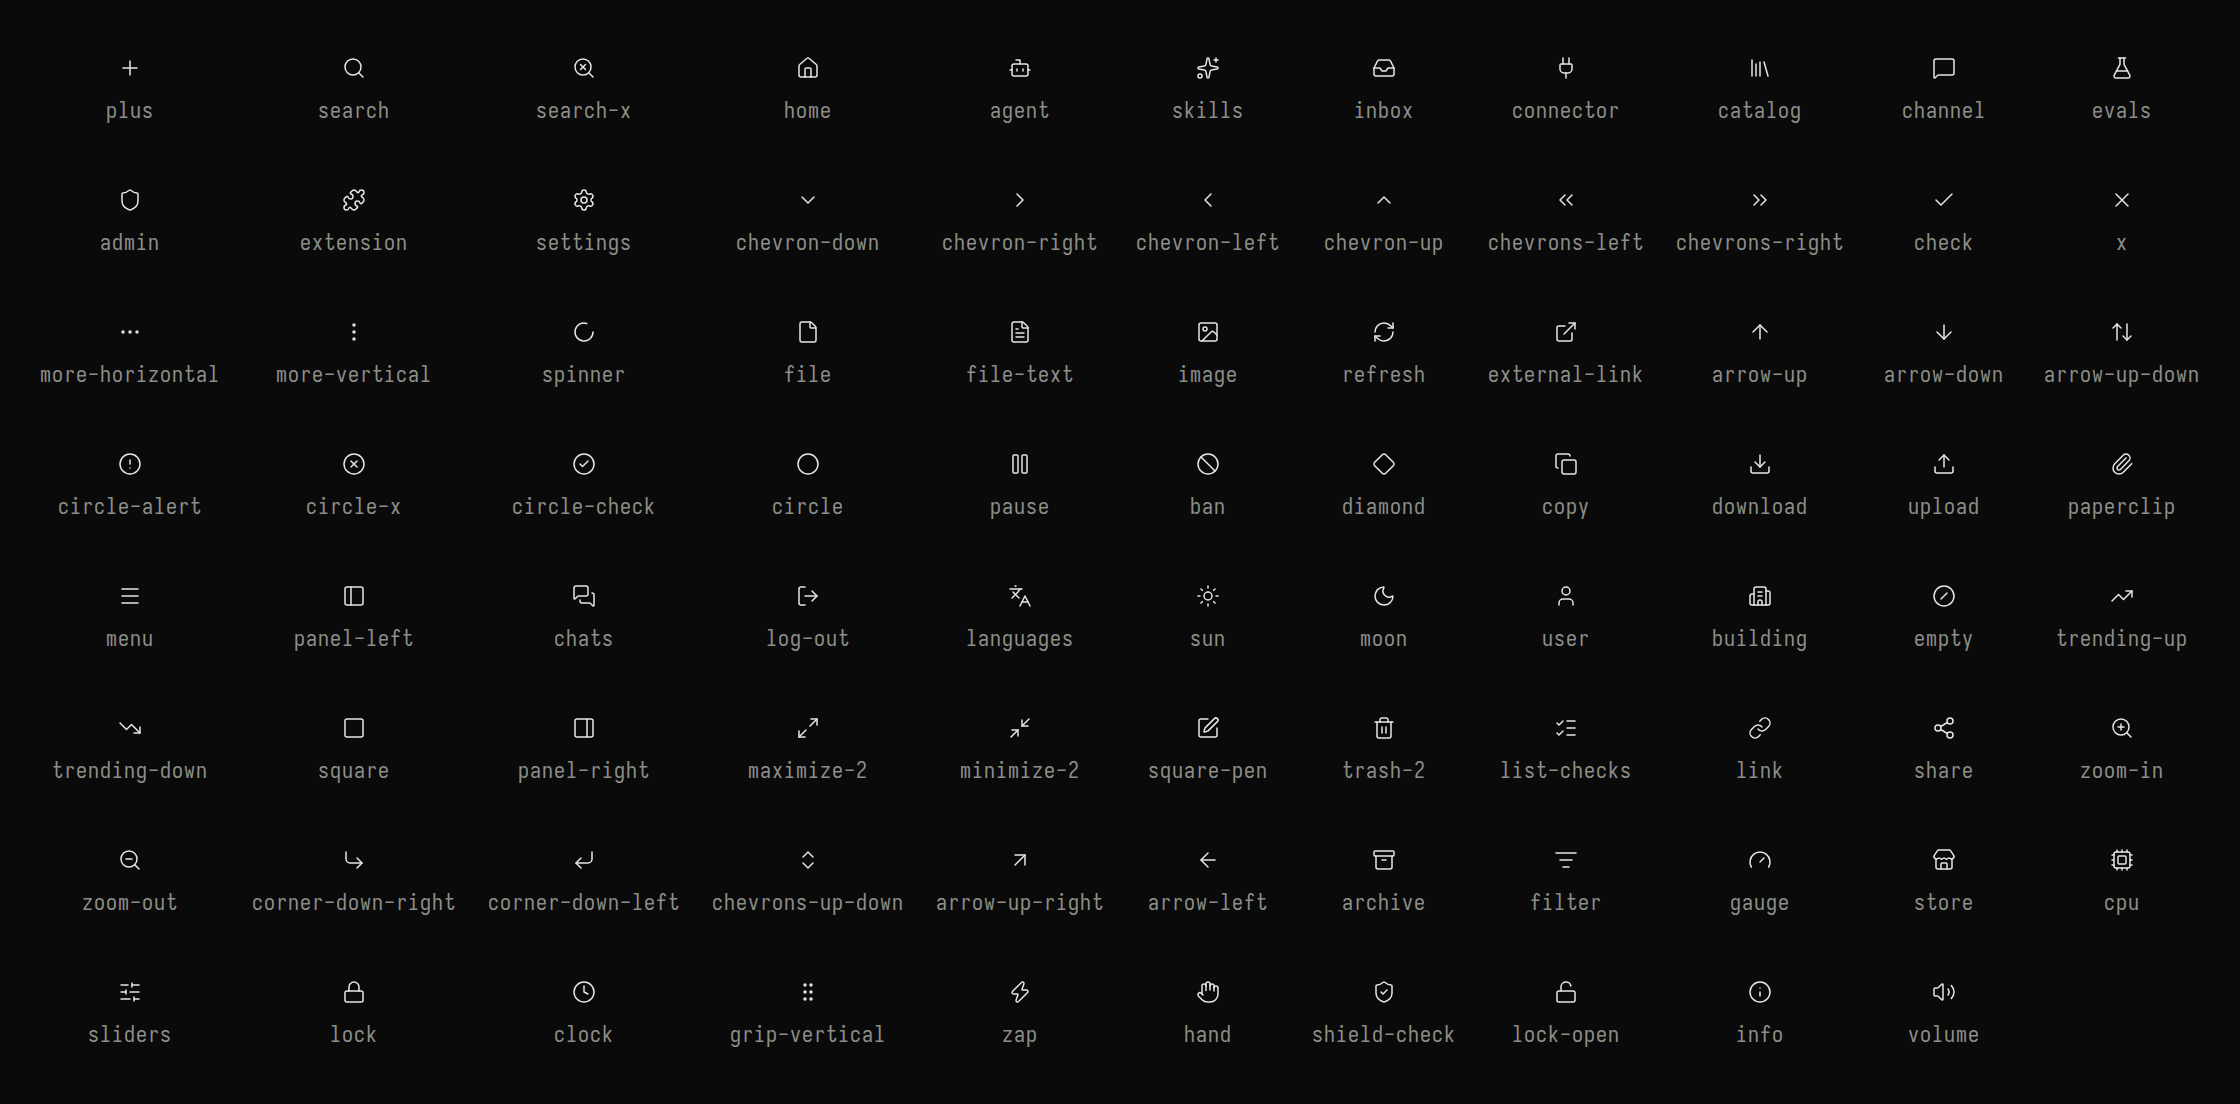 plus search search-x home agent skills inbox connector catalog channel evals
admin extension settings chevron-down chevron-right chevron-left chevron-up chevrons-left chevrons-right check x
more-horizontal more-vertical spinner file file-text image refresh external-link arrow-up arrow-down arrow-up-down
circle-alert circle-x circle-check circle pause ban diamond copy download upload paperclip
menu panel-left chats log-out languages sun moon user building empty trending-up
trending-down square panel-right maximize-2 minimize-2 square-pen trash-2 list-checks link share zoom-in
zoom-out corner-down-right corner-down-left chevrons-up-down arrow-up-right arrow-left archive filter gauge store cpu
sliders lock clock grip-vertical zap hand shield-check lock-open info volume